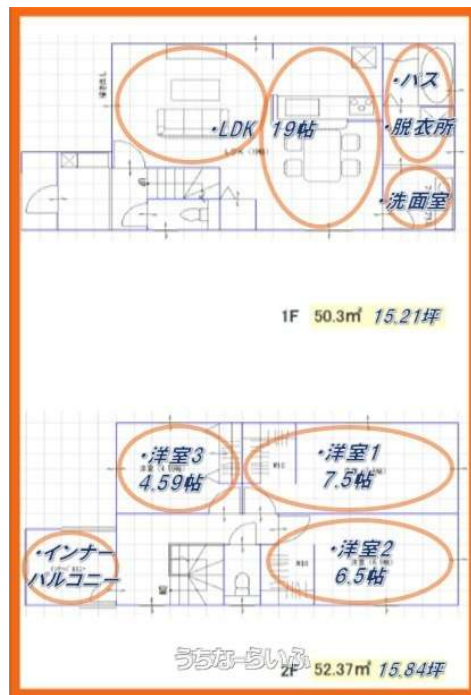 ・バス
・LDK 19帖
・脱衣所
・洗面室
1F 50.3㎡ 15.21坪
・洋室3
4.59帖
・洋室1
7.5帖
WIC
・インナー
バルコニー
・洋室2
6.5帖
WIC
うちなーらいふ
2F 52.37㎡ 15.84坪